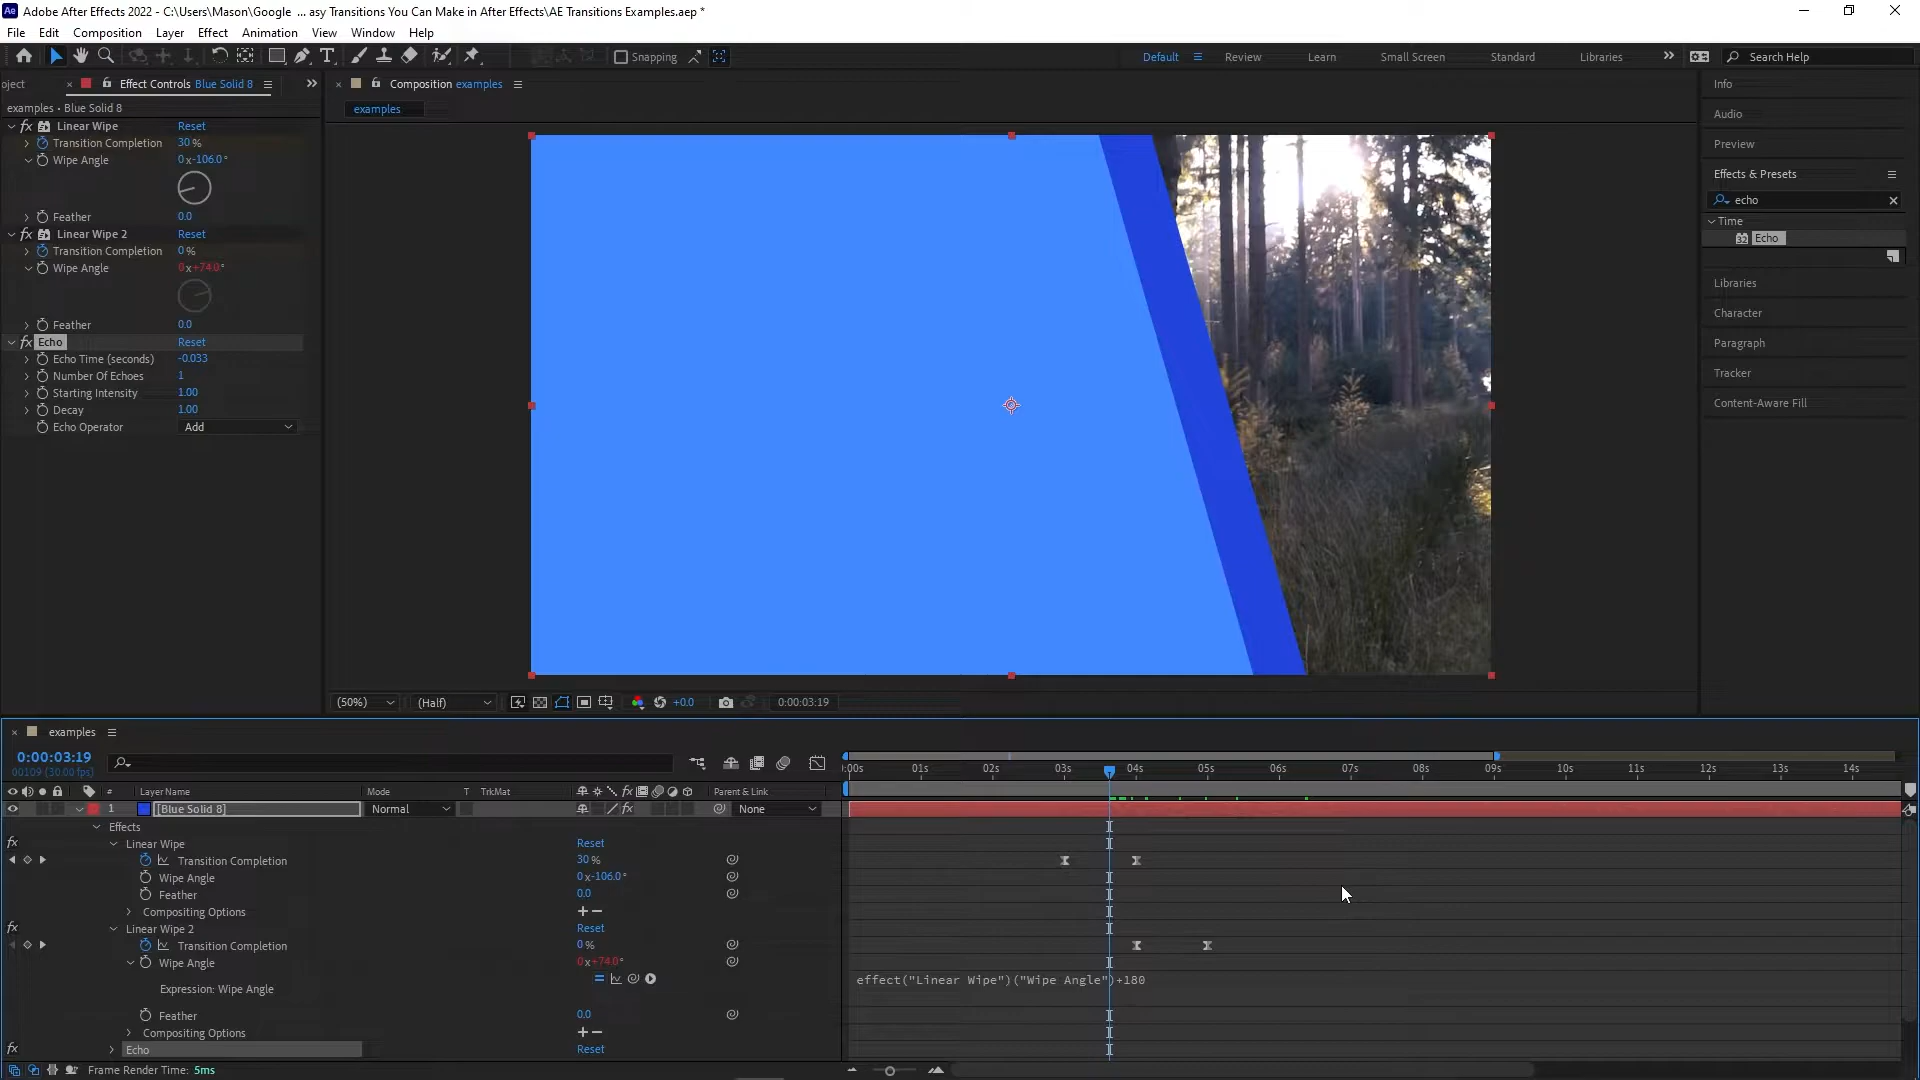 Adobe After Effects 2022 - C:\Users\Mason\Google ... asy Transitions You Can Make in After Effects\AE Transitions Examples.aep *
File Edit Composition Layer Effect Animation View Window Help
Snapping
Default Review Learn Small Screen Standard Libraries Search Help
oject Effect Controls Blue Solid 8
examples • Blue Solid 8
fx Linear Wipe Reset
Transition Completion 30 %
Wipe Angle 0 x -106.0 °
Feather 0.0
fx Linear Wipe 2 Reset
Transition Completion 0 %
Wipe Angle 0 x +74.0 °
Feather 0.0
fx Echo Reset
Echo Time (seconds) -0.033
Number Of Echoes 1
Starting Intensity 1.00
Decay 1.00
Echo Operator Add
Composition examples
examples
(50%) (Half) +0.0 0:00:03:19
Info
Audio
Preview
Effects & Presets
echo
Time
32 Echo
Libraries
Character
Paragraph
Tracker
Content-Aware Fill
examples
0:00:03:19
00109 (30.00 fps)
:00s 01s 02s 03s 04s 05s 06s 07s 08s 09s 10s 11s 12s 13s 14s
# Layer Name Mode T TrkMat fx Parent & Link
1 [Blue Solid 8] Normal fx None
Effects
fx Linear Wipe Reset
Transition Completion 30 %
Wipe Angle 0 x -106.0 °
Feather 0.0
Compositing Options + −
fx Linear Wipe 2 Reset
Transition Completion 0 %
Wipe Angle 0 x +74.0 °
Expression: Wipe Angle effect("Linear Wipe")("Wipe Angle")+180
Feather 0.0
Compositing Options + −
fx Echo Reset
Frame Render Time: 5ms